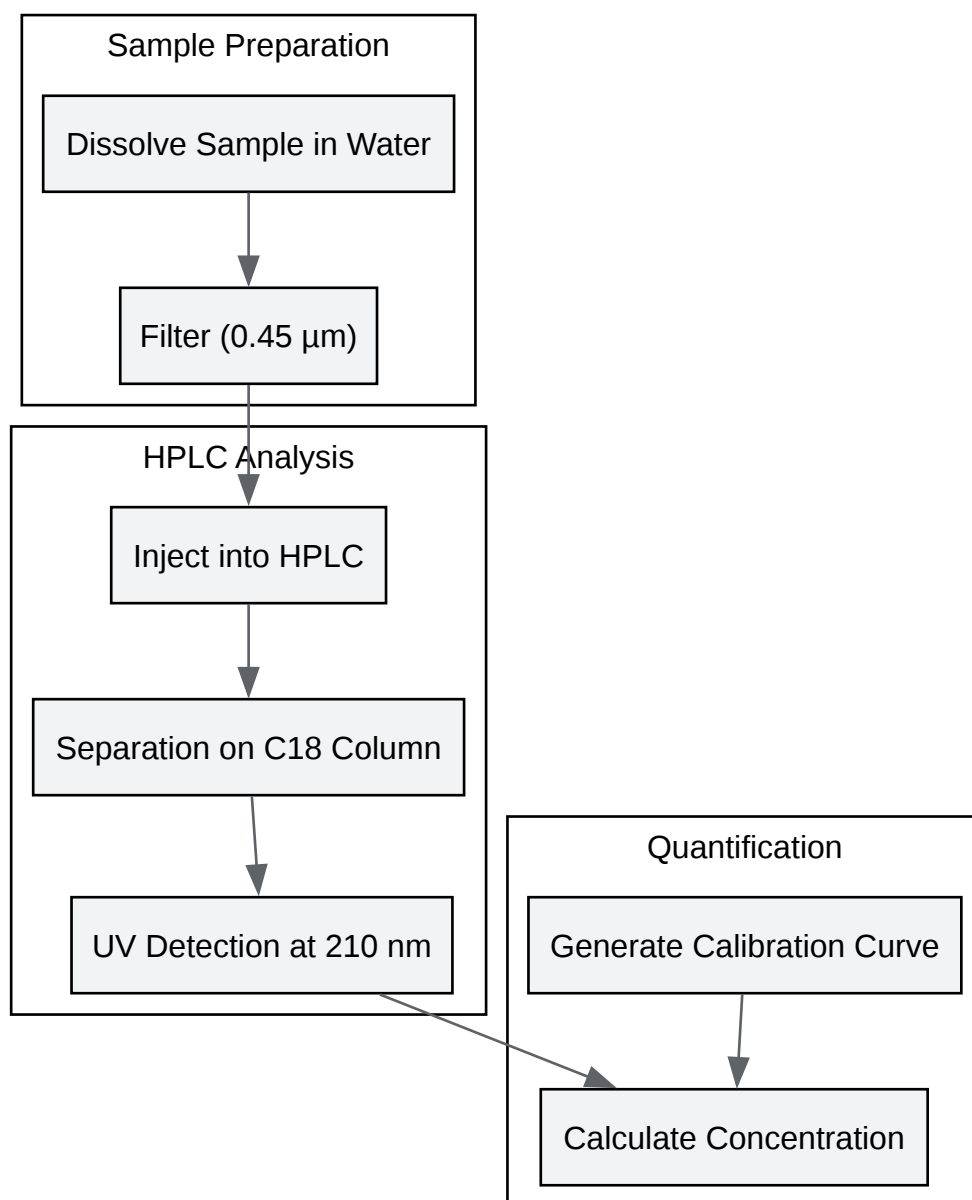 Sample Preparation
Dissolve Sample in Water
Filter (0.45 µm)
HPLC Analysis
Inject into HPLC
Separation on C18 Column
UV Detection at 210 nm
Quantification
Generate Calibration Curve
Calculate Concentration